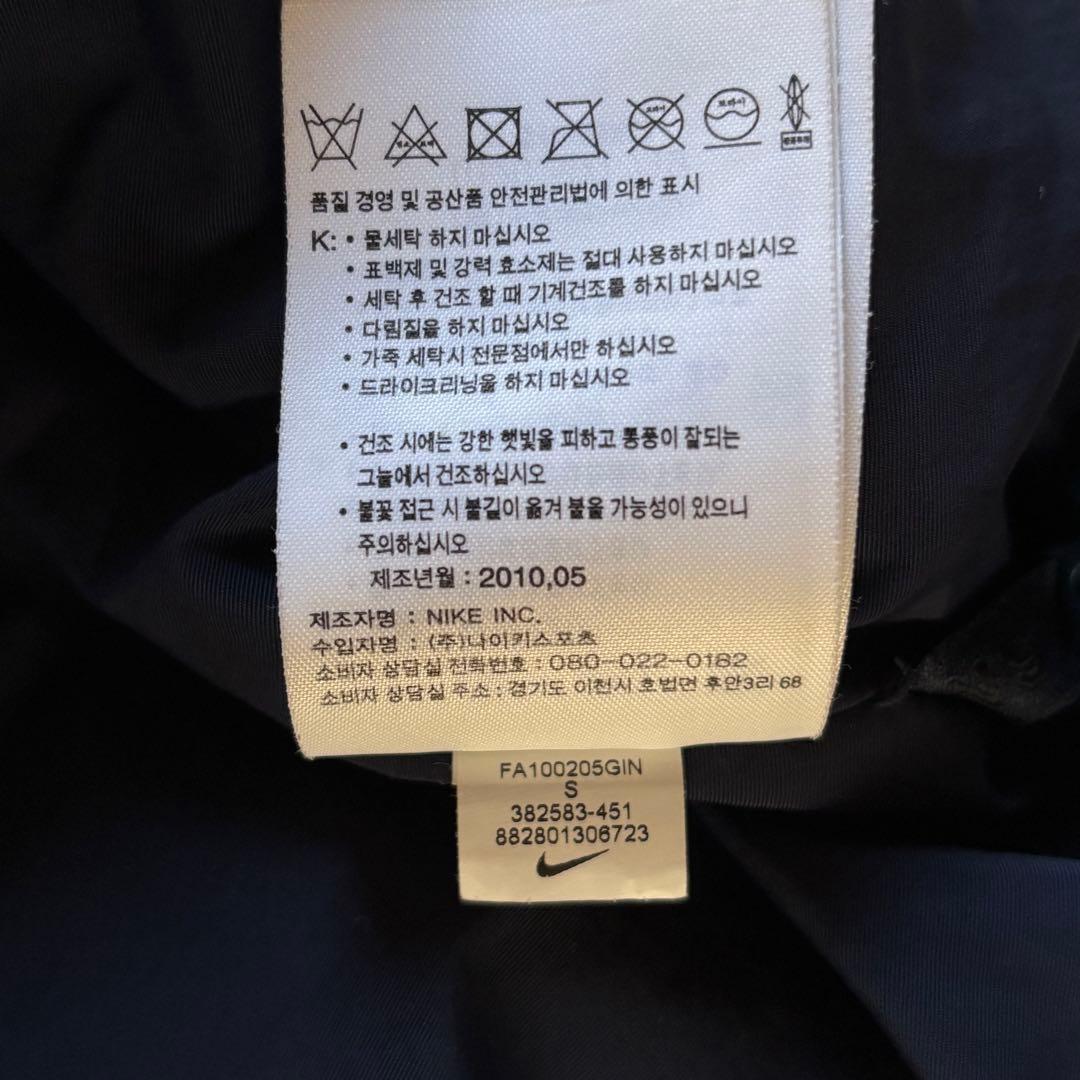 품질 경영 및 공산품 안전관리법에 의한 표시
K: • 물세탁 하지 마십시오
• 표백제 및 강력 효소제는 절대 사용하지 마십시오
• 세탁 후 건조 할 때 기계건조를 하지 마십시오
• 다림질을 하지 마십시오
• 가죽 세탁시 전문점에서만 하십시오
• 드라이크리닝을 하지 마십시오
• 건조 시에는 강한 햇빛을 피하고 통풍이 잘되는
그늘에서 건조하십시오
• 불꽃 접근 시 불길이 옮겨 붙을 가능성이 있으니
주의하십시오
제조년월 : 2010,05
제조자명 : NIKE INC.
수입자명 : (주)나이키스포츠
소비자 상담실 전화번호 : 080-022-0182
소비자 상담실 주소 : 경기도 이천시 호법면 후안3리 68
FA100205GIN
S
382583-451
882801306723